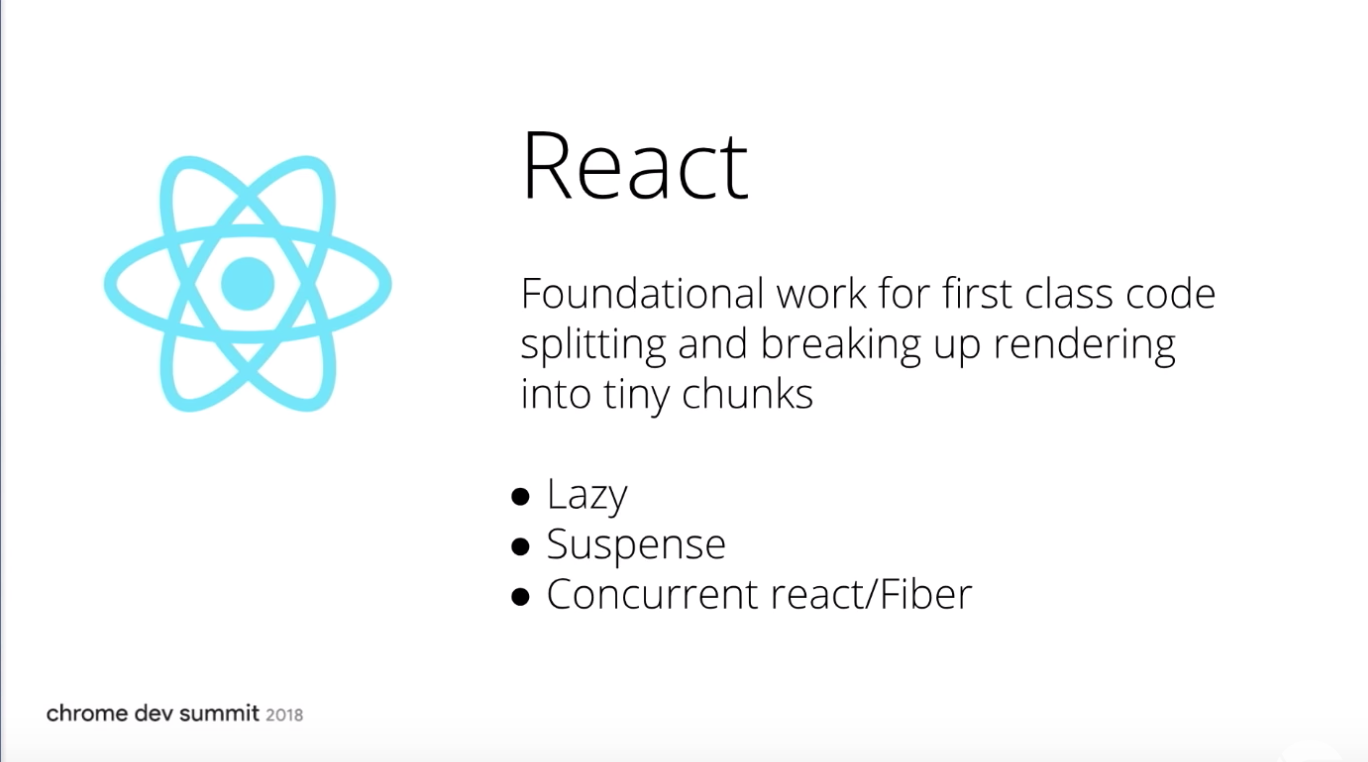 React
Foundational work for first class code
splitting and breaking up rendering
into tiny chunks
● Lazy
● Suspense
● Concurrent react/Fiber
chrome dev summit 2018